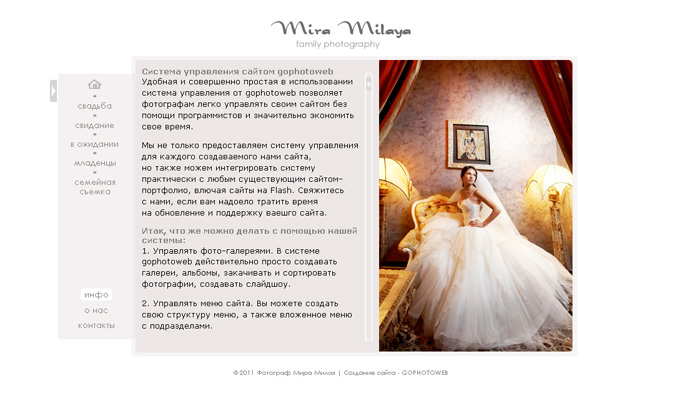 Mira Milaya
family photography
свадьба
свидание
в ожидании
младенцы
семейная
съемка
инфо
о нас
контакты
Система управления сайтом gophotoweb
Удобная и совершенно простая в использовании
система управления от gophotoweb позволяет
фотографам легко управлять своим сайтом без
помощи программистов и значительно экономить
свое время.
Мы не только предоставляем систему управления
для каждого создаваемого нами сайта,
но также можем интегрировать систему
практически с любым существующим сайтом-
портфолио, влючая сайты на Flash. Свяжитесь
с нами, если вам надоело тратить время
на обновление и поддержку ваешго сайта.
Итак, что же можно делать с помощью нашей
системы:
1. Управлять фото-галереями. В системе
gophotoweb действительно просто создавать
галереи, альбомы, закачивать и сортировать
фотографии, создавать слайдшоу.
2. Управлять меню сайта. Вы можете создать
свою структуру меню, а также вложенное меню
с подразделами.
© 2011 Фотограф Мира Милая | Создание сайта - GOPHOTOWEB